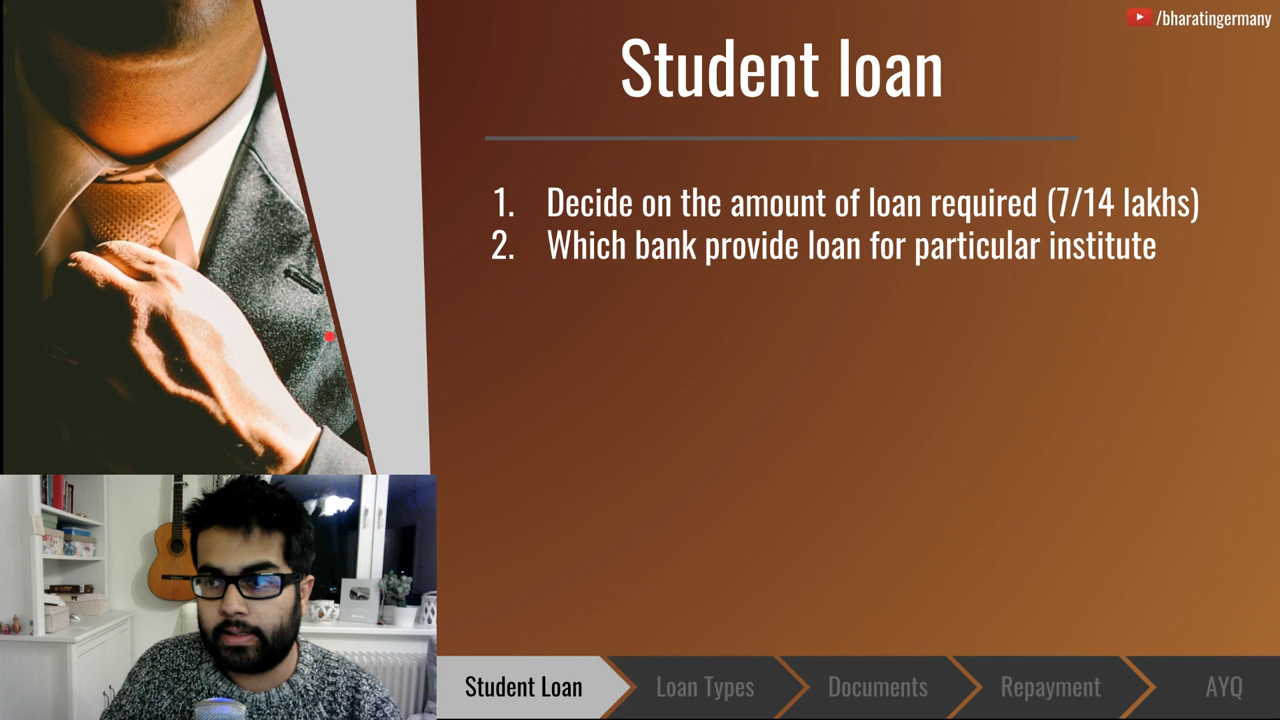 /bharatingermany
Student loan
1. Decide on the amount of loan required (7/14 lakhs)
2. Which bank provide loan for particular institute
Student Loan
Loan Types
Documents
Repayment
AYQ